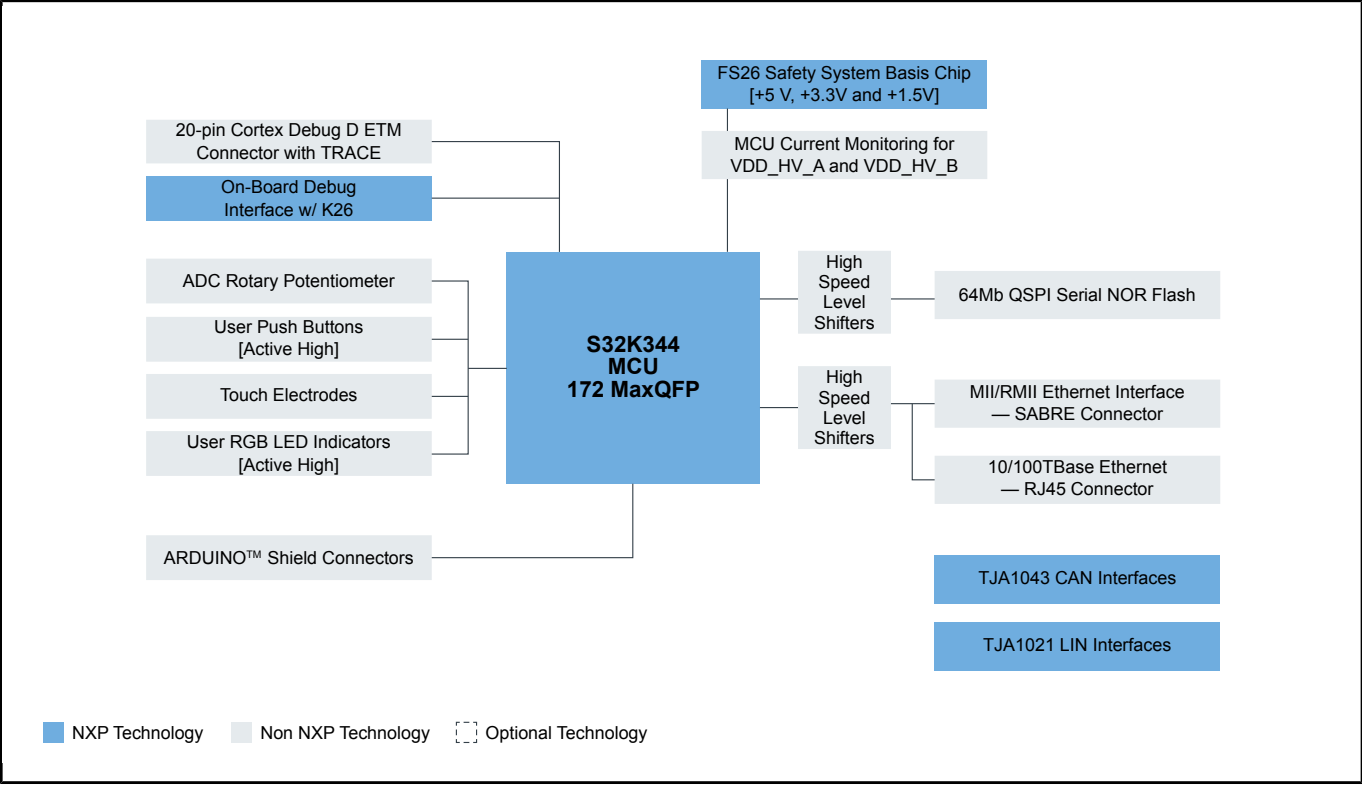 FS26 Safety System Basis Chip
[+5 V, +3.3V and +1.5V]
20-pin Cortex Debug D ETM
Connector with TRACE
MCU Current Monitoring for
VDD_HV_A and VDD_HV_B
On-Board Debug
Interface w/ K26
ADC Rotary Potentiometer
User Push Buttons
[Active High]
Touch Electrodes
User RGB LED Indicators
[Active High]
ARDUINO™ Shield Connectors
S32K344
MCU
172 MaxQFP
High
Speed
Level
Shifters
64Mb QSPI Serial NOR Flash
High
Speed
Level
Shifters
MII/RMII Ethernet Interface
— SABRE Connector
10/100TBase Ethernet
— RJ45 Connector
TJA1043 CAN Interfaces
TJA1021 LIN Interfaces
NXP Technology
Non NXP Technology
Optional Technology